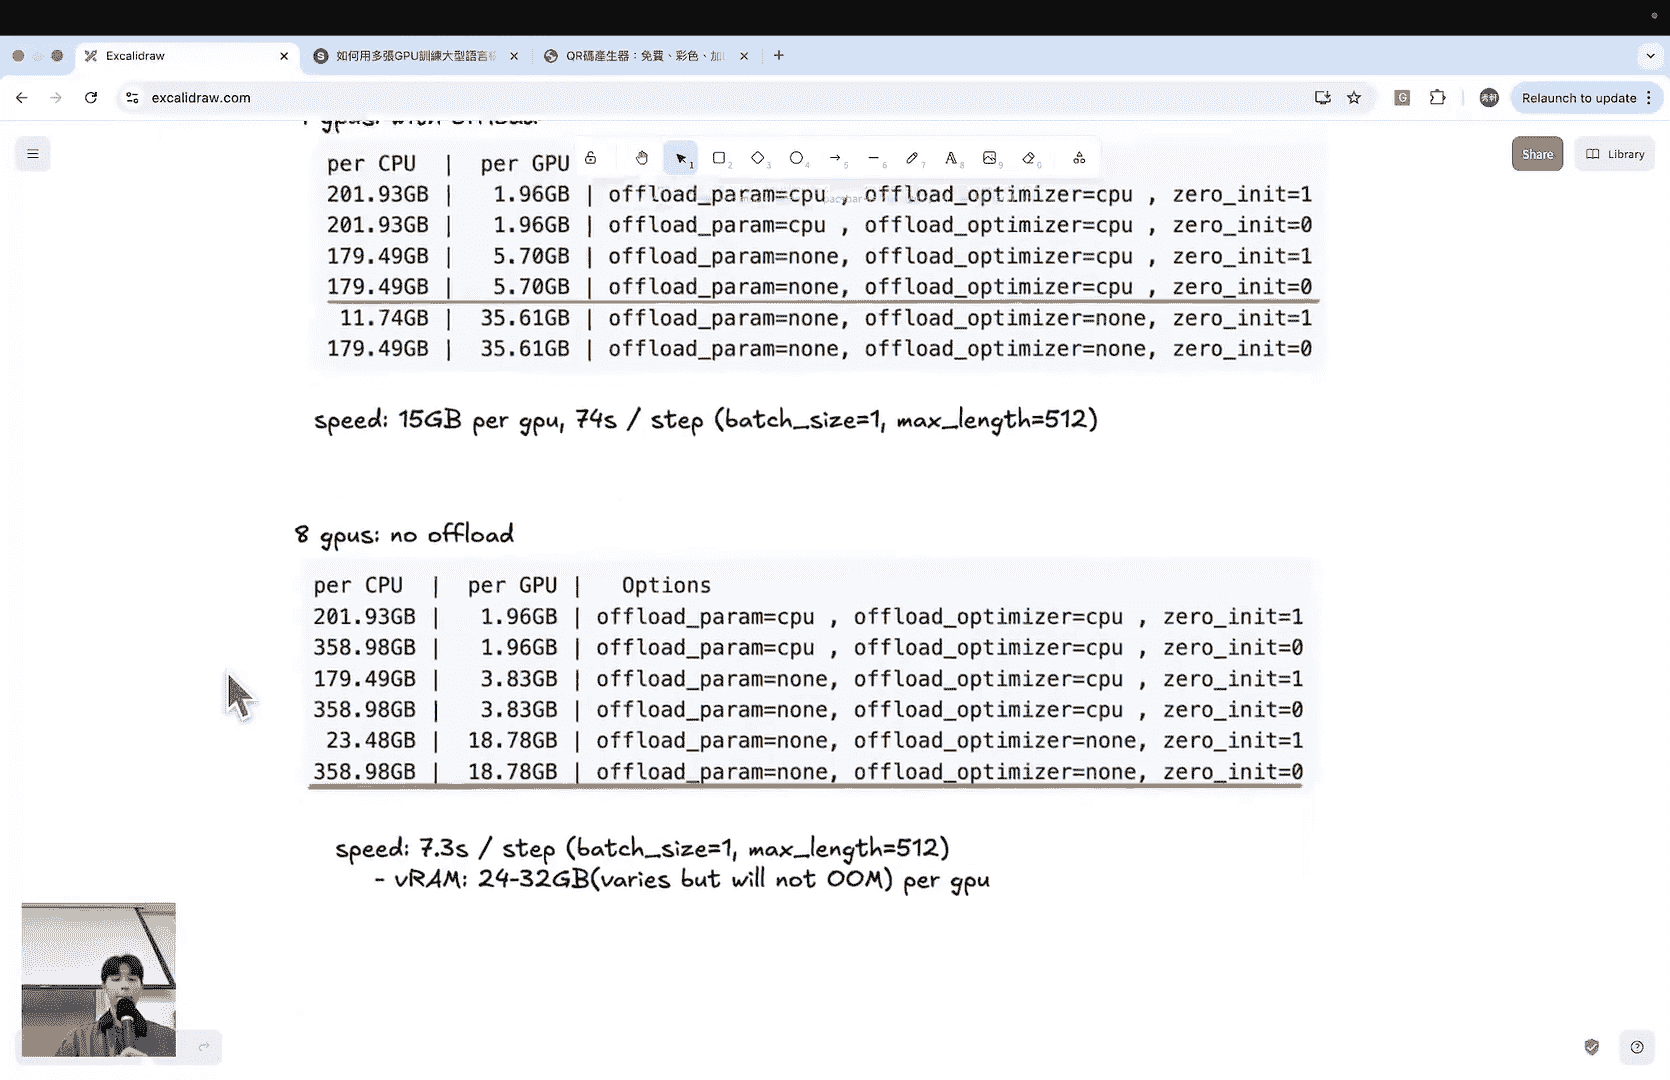 Excalidraw
如何用多張GPU訓練大型語言
QR碼產生器：免費、彩色、加
excalidraw.com
Relaunch to update
gpus: with offload
Share
Library
per CPU | per GPU
201.93GB | 1.96GB | offload_param=cpu , offload_optimizer=cpu , zero_init=1
201.93GB | 1.96GB | offload_param=cpu , offload_optimizer=cpu , zero_init=0
179.49GB | 5.70GB | offload_param=none, offload_optimizer=cpu , zero_init=1
179.49GB | 5.70GB | offload_param=none, offload_optimizer=cpu , zero_init=0
11.74GB | 35.61GB | offload_param=none, offload_optimizer=none, zero_init=1
179.49GB | 35.61GB | offload_param=none, offload_optimizer=none, zero_init=0
speed: 15GB per gpu, 74s / step (batch_size=1, max_length=512)
8 gpus: no offload
per CPU | per GPU | Options
201.93GB | 1.96GB | offload_param=cpu , offload_optimizer=cpu , zero_init=1
358.98GB | 1.96GB | offload_param=cpu , offload_optimizer=cpu , zero_init=0
179.49GB | 3.83GB | offload_param=none, offload_optimizer=cpu , zero_init=1
358.98GB | 3.83GB | offload_param=none, offload_optimizer=cpu , zero_init=0
23.48GB | 18.78GB | offload_param=none, offload_optimizer=none, zero_init=1
358.98GB | 18.78GB | offload_param=none, offload_optimizer=none, zero_init=0
speed: 7.3s / step (batch_size=1, max_length=512)
- vRAM: 24-32GB(varies but will not OOM) per gpu